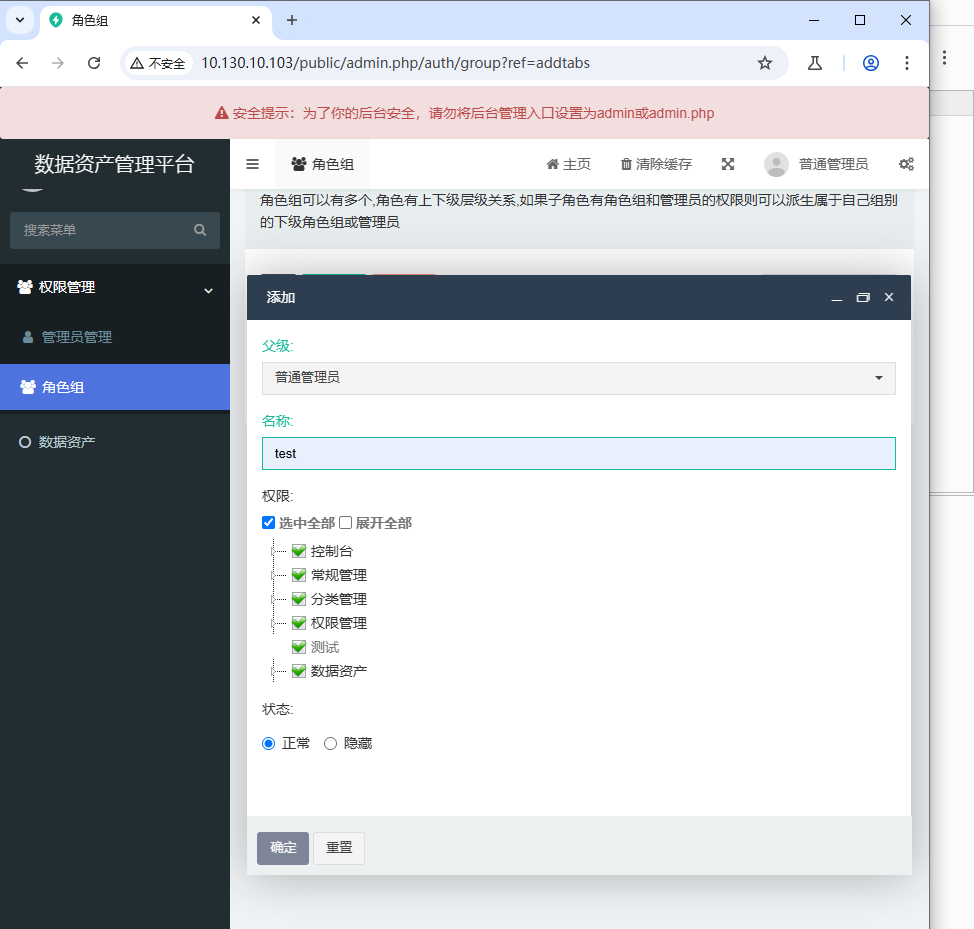 角色组
不安全
10.130.10.103/public/admin.php/auth/group?ref=addtabs
安全提示：为了你的后台安全，请勿将后台管理入口设置为admin或admin.php
数据资产管理平台
角色组
主页
清除缓存
普通管理员
角色组可以有多个,角色有上下级层级关系,如果子角色有角色组和管理员的权限则可以派生属于自己组别
的下级角色组或管理员
搜索菜单
权限管理
管理员管理
角色组
数据资产
添加
父级:
普通管理员
名称:
test
权限:
选中全部 展开全部
控制台
常规管理
分类管理
权限管理
测试
数据资产
状态:
正常 隐藏
确定 重置